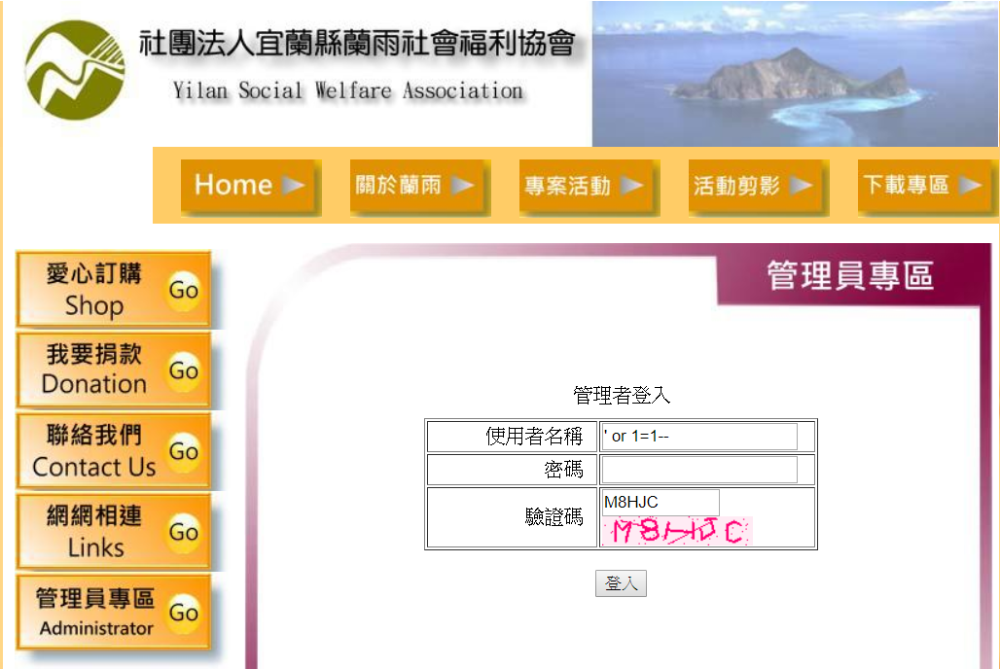 社團法人宜蘭縣蘭雨社會福利協會
Yilan Social Welfare Association
Home
關於蘭雨
專案活動
活動剪影
下載專區
愛心訂購
Shop
Go
我要捐款
Donation
Go
聯絡我們
Contact Us
Go
網網相連
Links
Go
管理員專區
Administrator
Go
管理員專區
管理者登入
使用者名稱 ' or 1=1--
密碼
驗證碼 M8HJC
M8HJC
登入